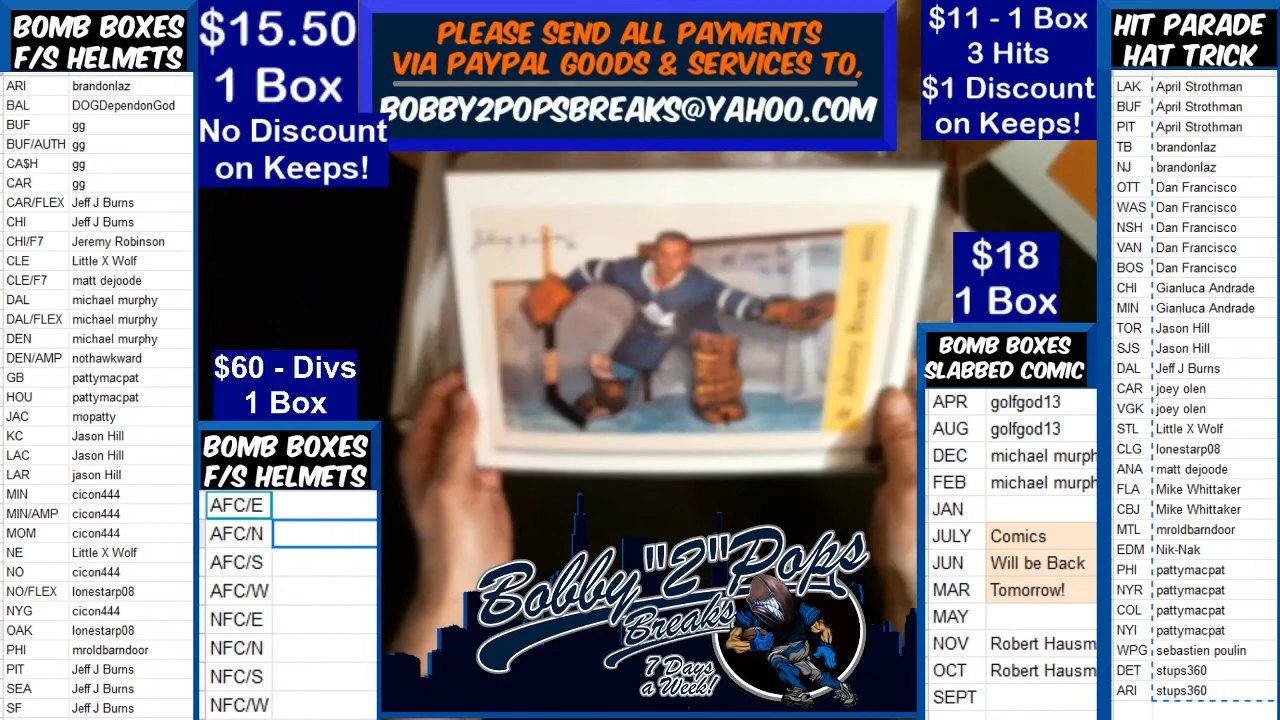 BOMB BOXES
F/S HELMETS
ARI brandonlaz
BAL DOGDependonGod
BUF gg
BUF/AUTH gg
CA$H gg
CAR gg
CAR/FLEX Jeff J Burns
CHI Jeff J Burns
CHI/F7 Jeremy Robinson
CLE Little X Wolf
CLE/F7 matt dejoode
DAL michael murphy
DAL/FLEX michael murphy
DEN michael murphy
DEN/AMP nothawkward
GB pattymacpat
HOU pattymacpat
JAC mopatty
KC Jason Hill
LAC Jason Hill
LAR jason Hill
MIN cicon444
MIN/AMP cicon444
MOM cicon444
NE Little X Wolf
NO cicon444
NO/FLEX lonestarp08
NYG cicon444
OAK lonestarp08
PHI mroldbarndoor
PIT Jeff J Burns
SEA Jeff J Burns
SF Jeff J Burns
$15.50
1 Box
No Discount
on Keeps!
$60 - Divs
1 Box
BOMB BOXES
F/S HELMETS
AFC/E
AFC/N
AFC/S
AFC/W
NFC/E
NFC/N
NFC/S
NFC/W
PLEASE SEND ALL PAYMENTS
VIA PAYPAL GOODS & SERVICES TO,
BOBBY2POPSBREAKS@YAHOO.COM
Johnny Bower
Bobby "2" Pops
Breaks
7 Days
a Week!
$11 - 1 Box
3 Hits
$1 Discount
on Keeps!
$18
1 Box
BOMB BOXES
SLABBED COMIC
APR golfgod13
AUG golfgod13
DEC michael murph
FEB michael murph
JAN
JULY Comics
JUN Will be Back
MAR Tomorrow!
MAY
NOV Robert Hausm
OCT Robert Hausm
SEPT
HIT PARADE
HAT TRICK
LAK April Strothman
BUF April Strothman
PIT April Strothman
TB brandonlaz
NJ brandonlaz
OTT Dan Francisco
WAS Dan Francisco
NSH Dan Francisco
VAN Dan Francisco
BOS Dan Francisco
CHI Gianluca Andrade
MIN Gianluca Andrade
TOR Jason Hill
SJS Jason Hill
DAL Jeff J Burns
CAR joey olen
VGK joey olen
STL Little X Wolf
CLG lonestarp08
ANA matt dejoode
FLA Mike Whittaker
CBJ Mike Whittaker
MTL mroldbarndoor
EDM Nik-Nak
PHI pattymacpat
NYR pattymacpat
COL pattymacpat
NYI pattymacpat
WPG sebastien poulin
DET stups360
ARI stups360